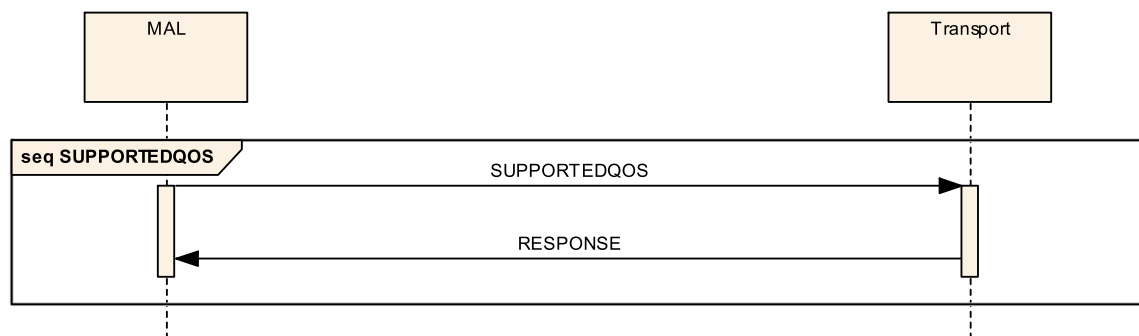 MAL
Transport
seq SUPPORTEDQOS
SUPPORTEDQOS
RESPONSE